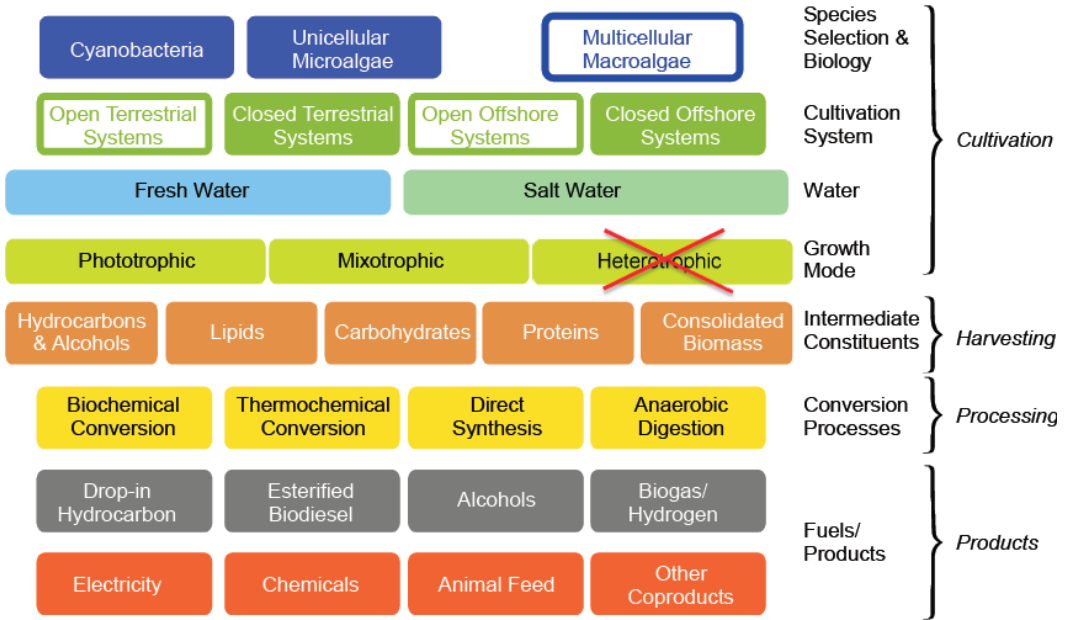 Cyanobacteria
Unicellular
Microalgae
Multicellular
Macroalgae
Species
Selection &
Biology
Open Terrestrial
Systems
Closed Terrestrial
Systems
Open Offshore
Systems
Closed Offshore
Systems
Cultivation
System
Cultivation
Fresh Water
Salt Water
Water
Phototrophic
Mixotrophic
Heterotrophic
Growth
Mode
Hydrocarbons
& Alcohols
Lipids
Carbohydrates
Proteins
Consolidated
Biomass
Intermediate
Constituents
Harvesting
Biochemical
Conversion
Thermochemical
Conversion
Direct
Synthesis
Anaerobic
Digestion
Conversion
Processes
Processing
Drop-in
Hydrocarbon
Esterified
Biodiesel
Alcohols
Biogas/
Hydrogen
Fuels/
Products
Products
Electricity
Chemicals
Animal Feed
Other
Coproducts